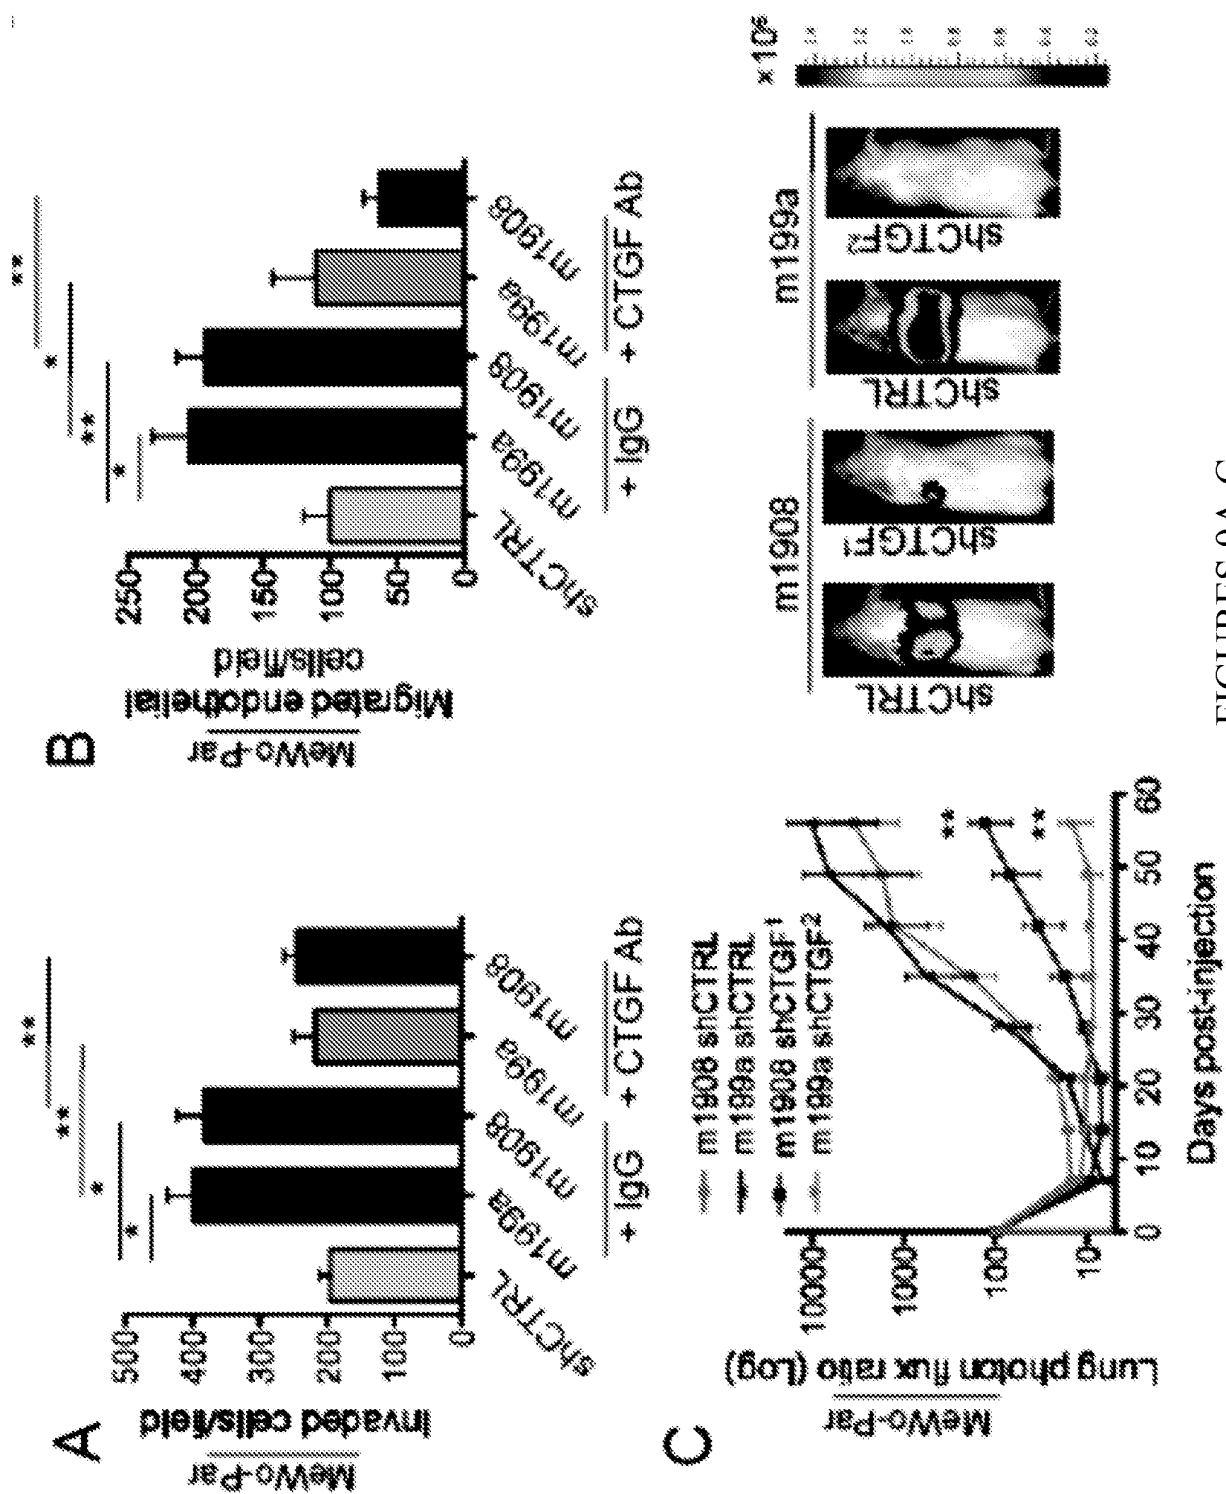 A
MeWo-Par
Invaded cells/field
500
400
300
200
100
0
* * ** **
shCTRL
m199a
m1908
m199a
m1908
+ IgG + CTGF Ab
B
MeWo-Par
Migrated endothelial
cells/field
250
200
150
100
50
0
* ** * **
shCTRL
m199a
m1908
m199a
m1908
+ IgG + CTGF Ab
C
MeWo-Par
Lung photon flux ratio (Log)
10000
1000
100
10
m1908 shCTRL
m199a shCTRL
m1908 shCTGF¹
m199a shCTGF²
**
**
0 10 20 30 40 50 60
Days post-injection
m1908 m199a
shCTRL
shCTGF¹
shCTRL
shCTGF²
×10⁶